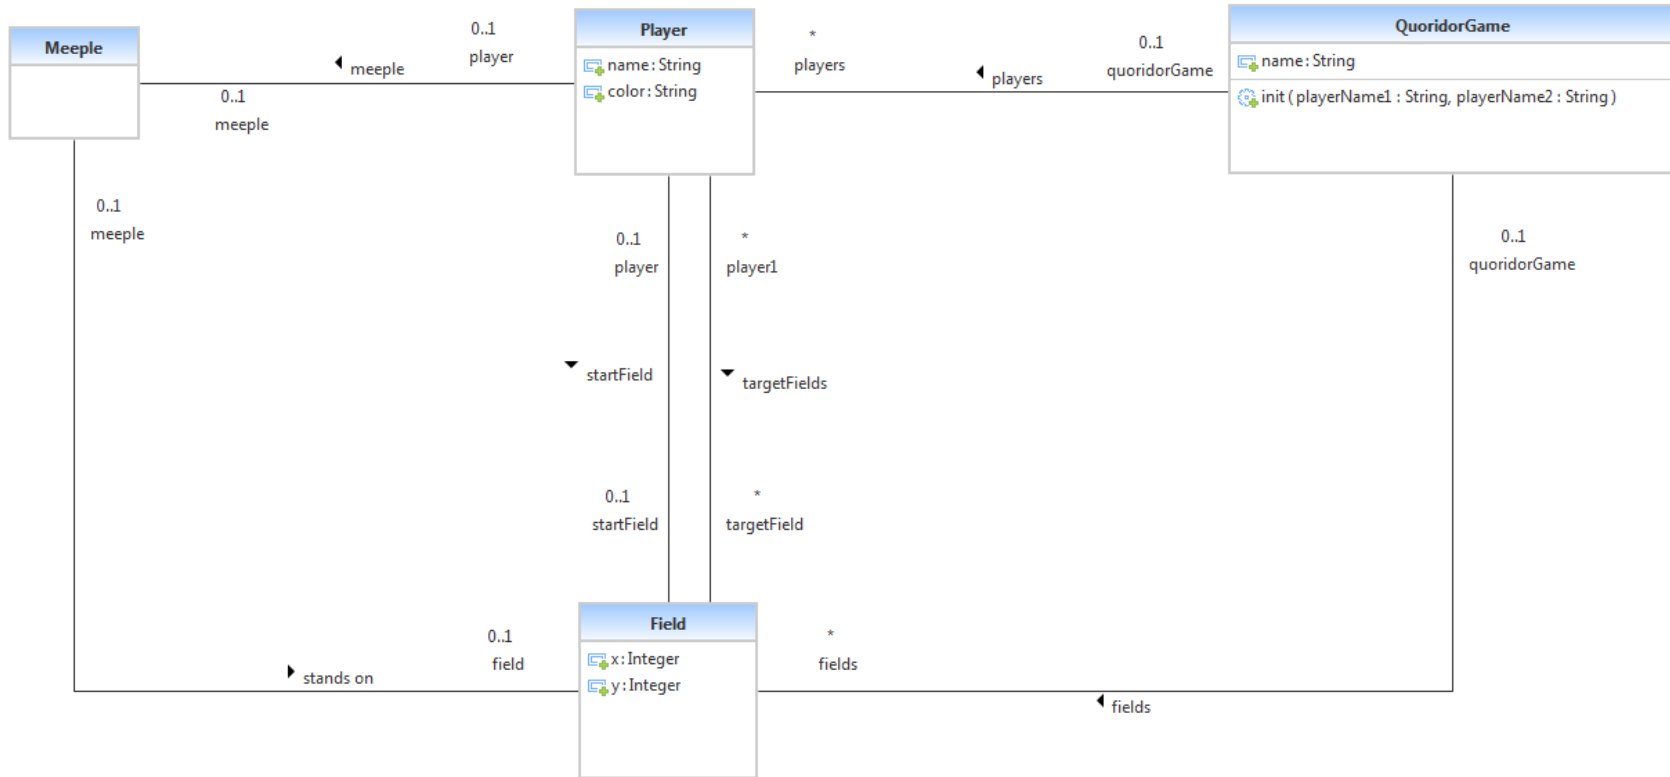 Meeple
Player
name : String
color : String
QuoridorGame
name : String
init ( playerName1 : String, playerName2 : String )
0..1
player
meeple
0..1
meeple
*
players
players
0..1
quoridorGame
0..1
meeple
0..1
player
*
player1
0..1
quoridorGame
startField
targetFields
0..1
startField
*
targetField
Field
x : Integer
y : Integer
0..1
field
stands on
*
fields
fields